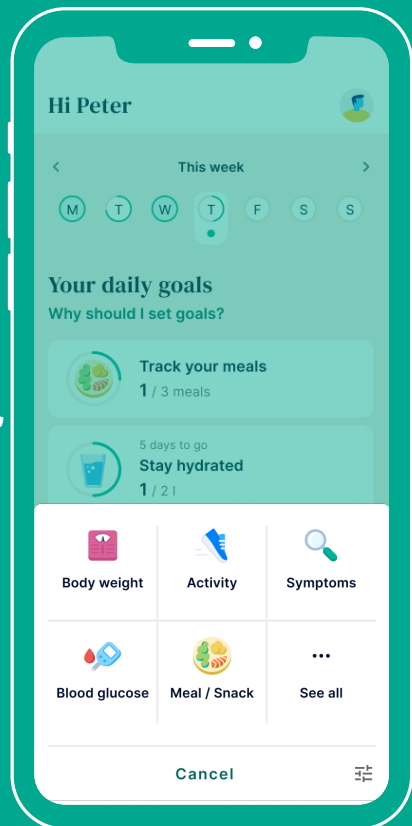 Hi Peter
This week
M T W T F S S
Your daily goals
Why should I set goals?
Track your meals
1 / 3 meals
5 days to go
Stay hydrated
1 / 2 l
Body weight
Activity
Symptoms
Blood glucose
Meal / Snack
See all
Cancel